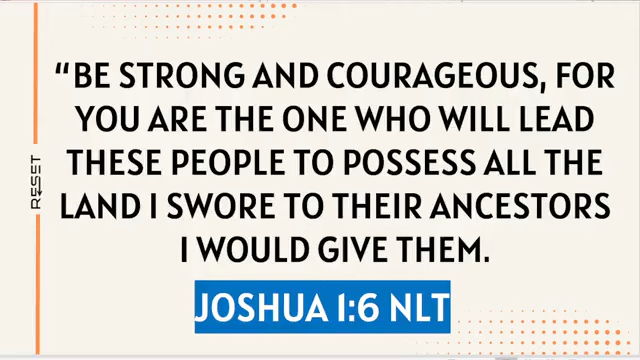 “BE STRONG AND COURAGEOUS, FOR
YOU ARE THE ONE WHO WILL LEAD
THESE PEOPLE TO POSSESS ALL THE
LAND I SWORE TO THEIR ANCESTORS
I WOULD GIVE THEM.
JOSHUA 1:6 NLT
RESET